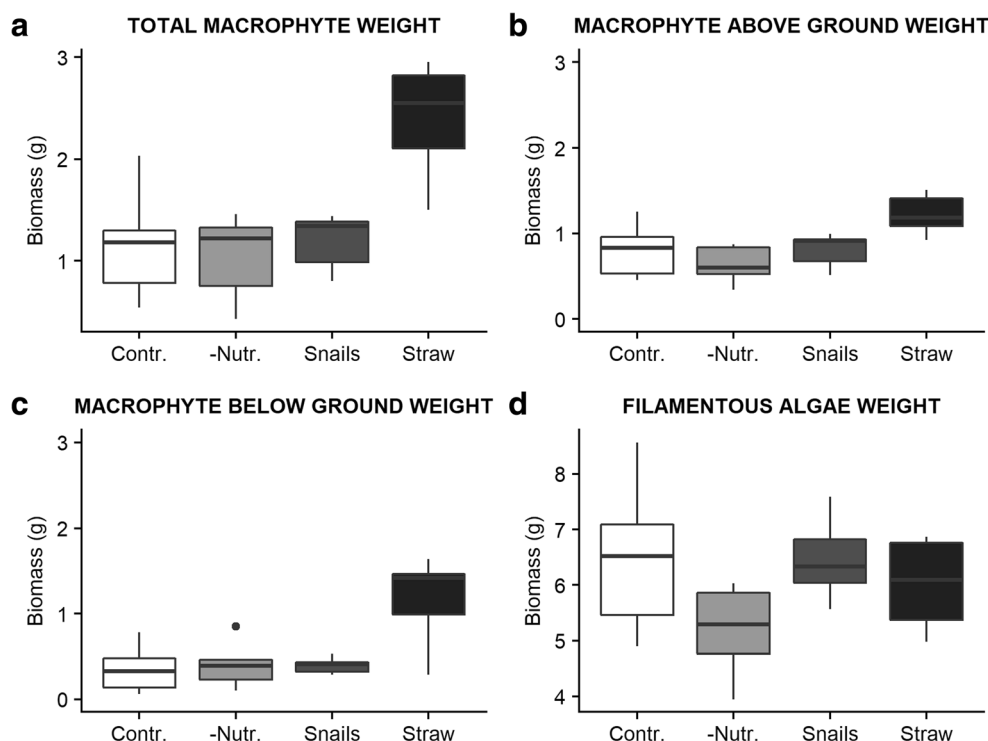 a TOTAL MACROPHYTE WEIGHT
3
2
1
Biomass (g)
Contr. -Nutr. Snails Straw
b MACROPHYTE ABOVE GROUND WEIGHT
3
2
1
0
Biomass (g)
Contr. -Nutr. Snails Straw
c MACROPHYTE BELOW GROUND WEIGHT
3
2
1
0
Biomass (g)
Contr. -Nutr. Snails Straw
d FILAMENTOUS ALGAE WEIGHT
8
7
6
5
4
Biomass (g)
Contr. -Nutr. Snails Straw